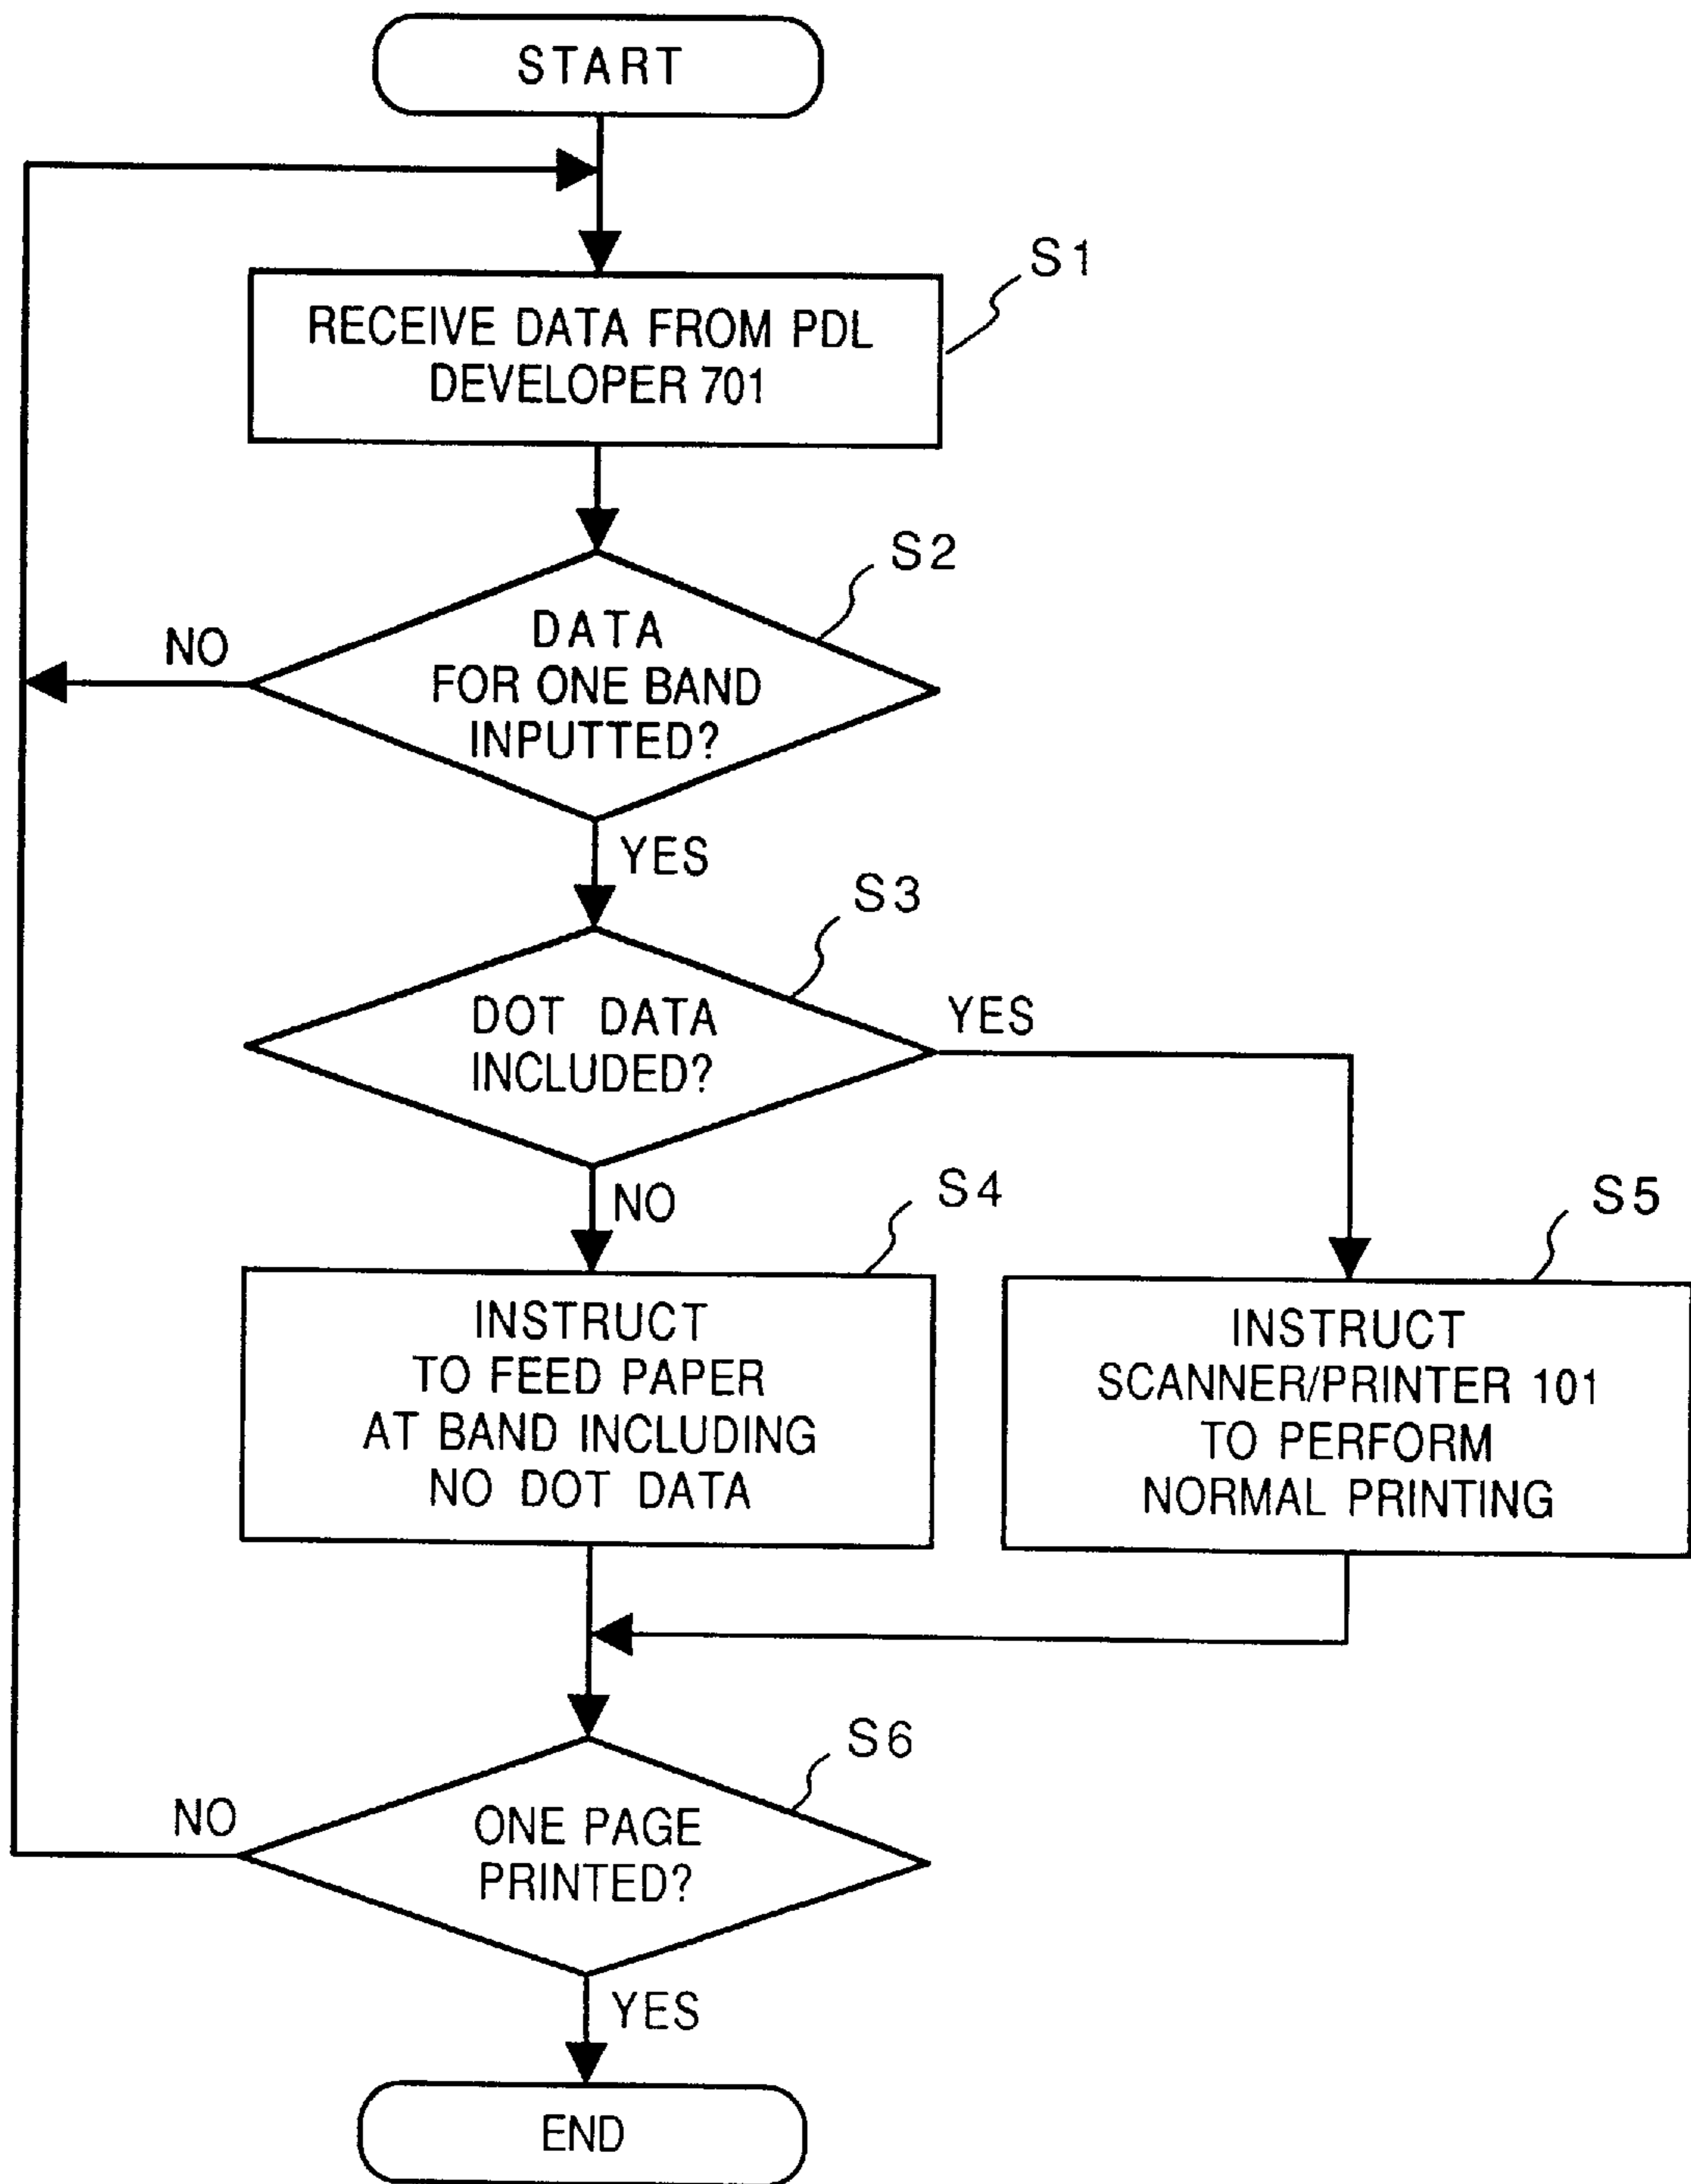 START
S1
RECEIVE DATA FROM PDL
DEVELOPER 701
S2
DATA
FOR ONE BAND
INPUTTED?
NO
YES
S3
DOT DATA
INCLUDED?
YES
NO
S4
INSTRUCT
TO FEED PAPER
AT BAND INCLUDING
NO DOT DATA
S5
INSTRUCT
SCANNER/PRINTER 101
TO PERFORM
NORMAL PRINTING
S6
ONE PAGE
PRINTED?
NO
YES
END